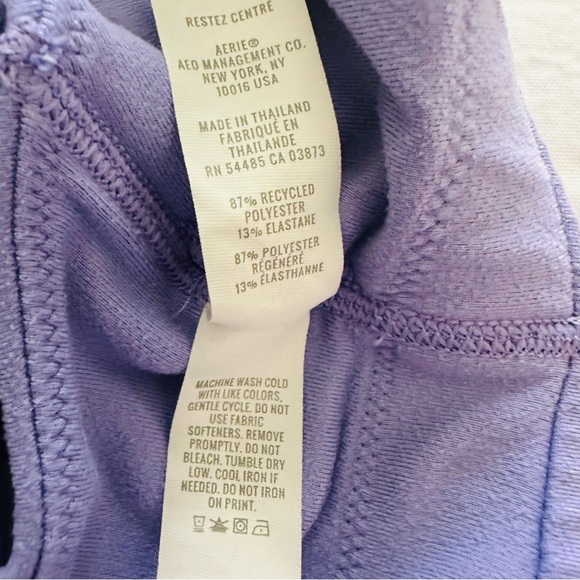 RESTEZ CENTRÉ
AERIE®
AEO MANAGEMENT CO.
NEW YORK, NY
10016 USA
MADE IN THAILAND
FABRIQUÉ EN
THAILANDE
RN 54485 CA 03873
87% RECYCLED
POLYESTER
13% ELASTANE
87% POLYESTER
RÉGÉNÉRÉ
13% ÉLASTHANNE
MACHINE WASH COLD
WITH LIKE COLORS,
GENTLE CYCLE. DO NOT
USE FABRIC
SOFTENERS. REMOVE
PROMPTLY. DO NOT
BLEACH. TUMBLE DRY
LOW. COOL IRON IF
NEEDED. DO NOT IRON
ON PRINT.